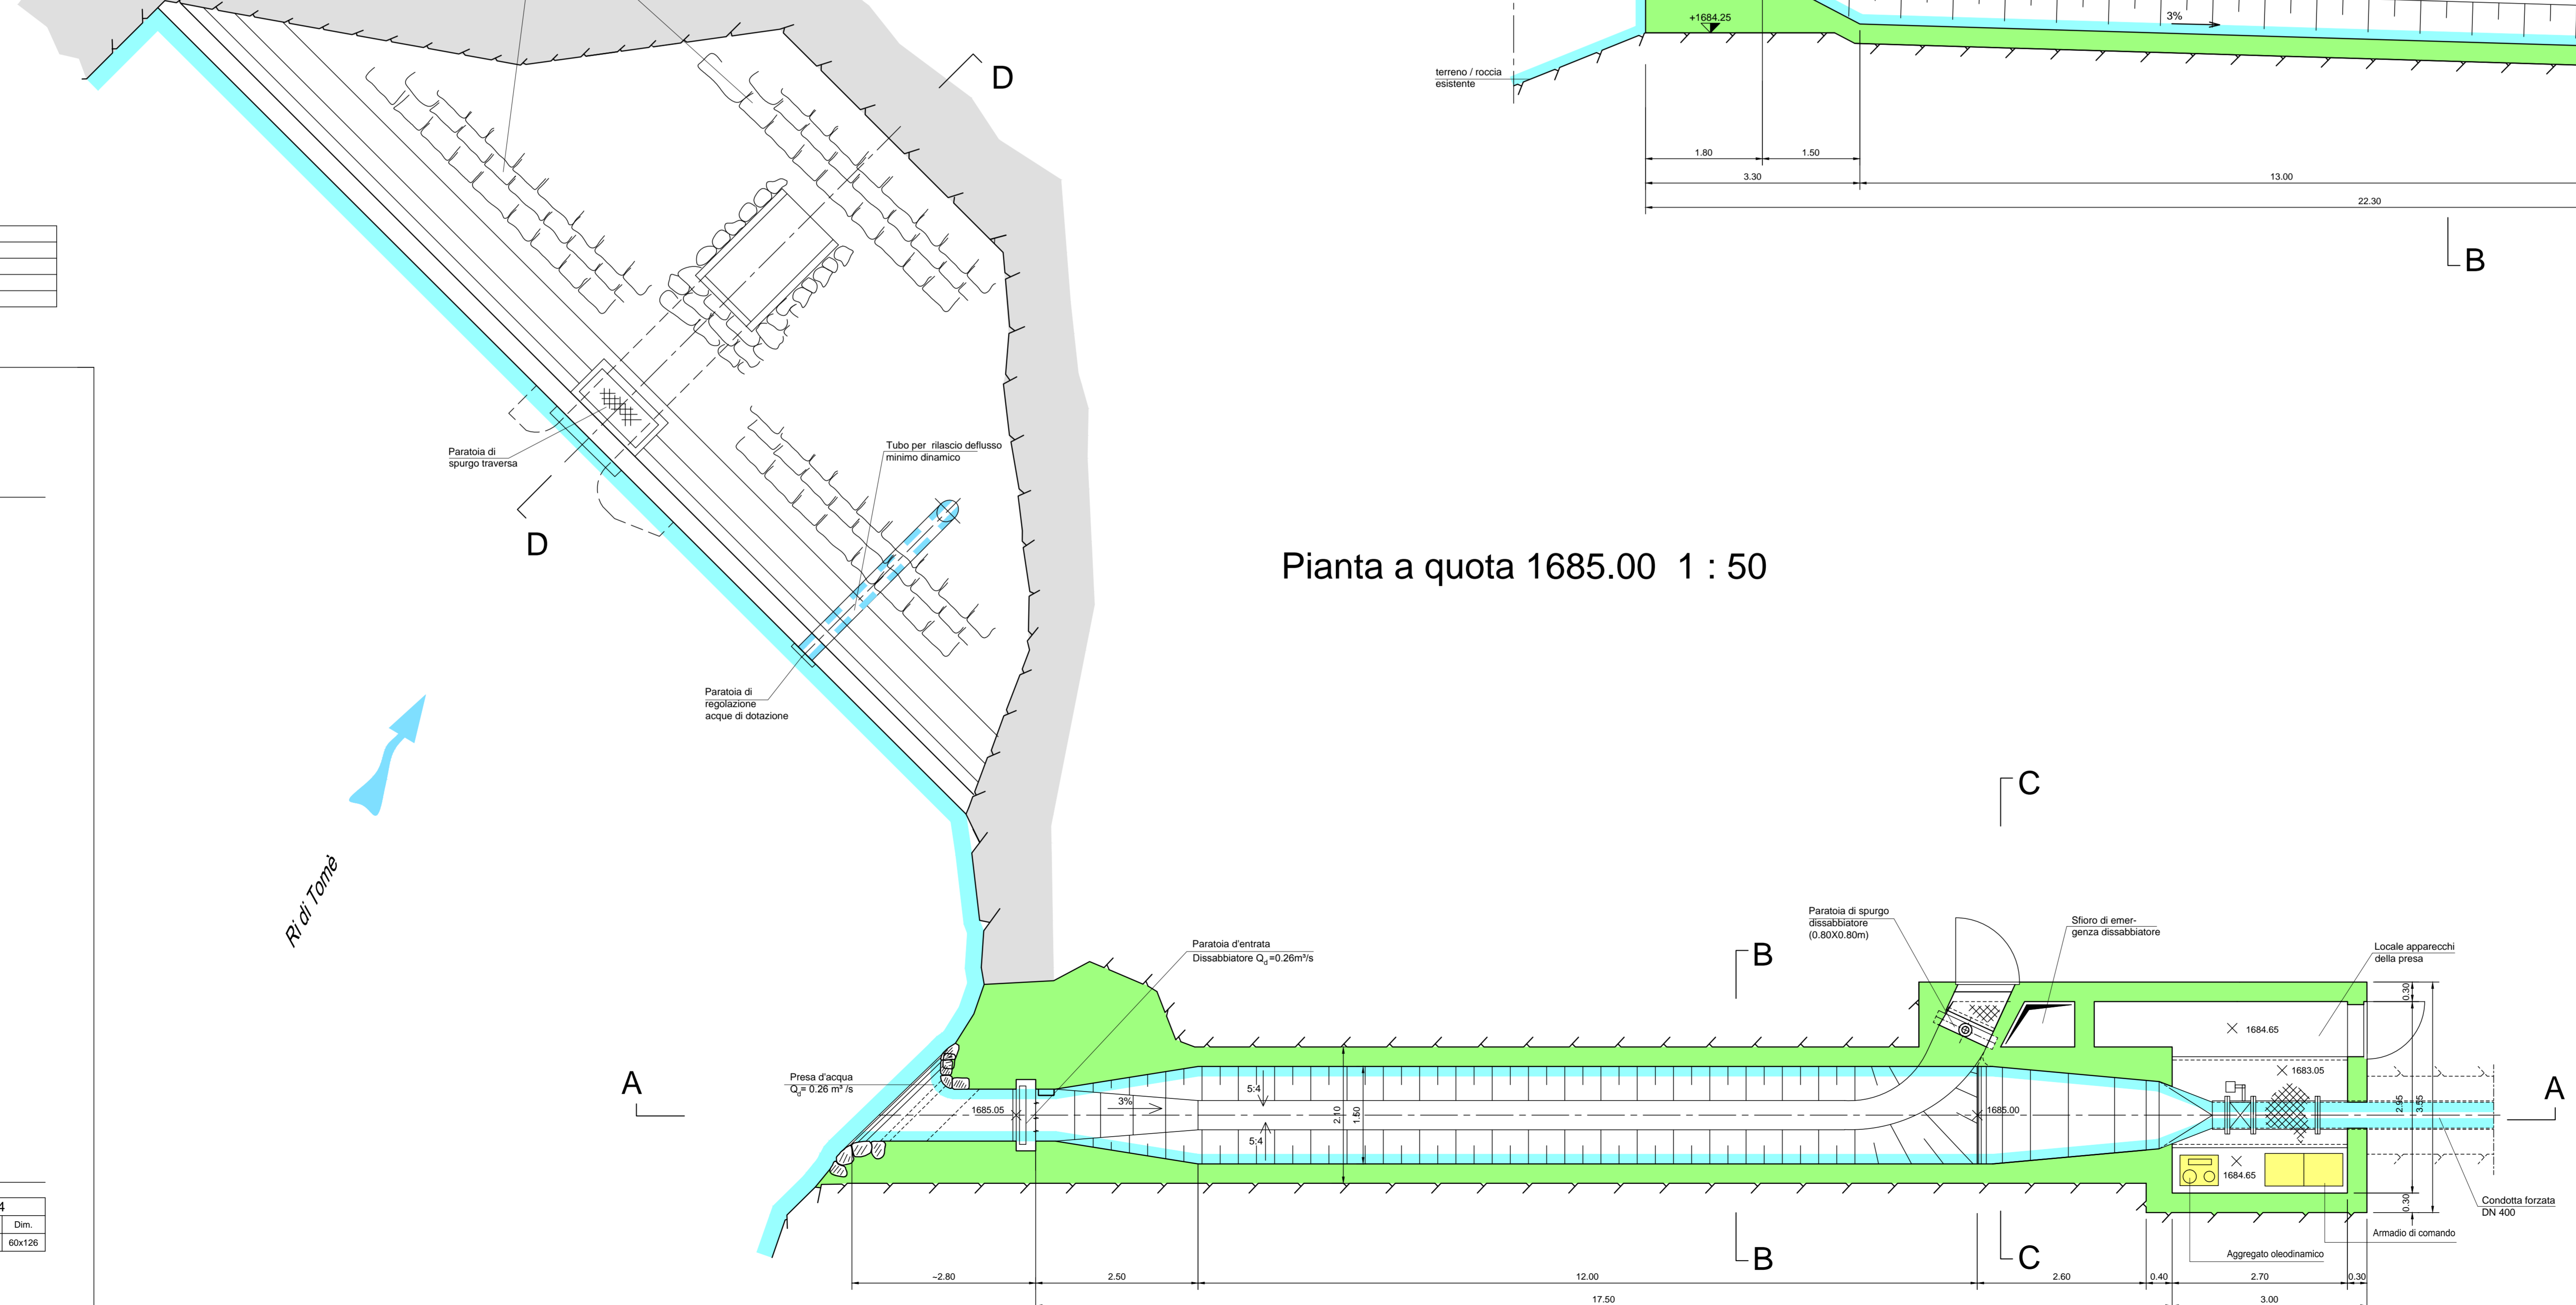 +1684.25
3%
terreno / roccia
esistente
1.80
1.50
3.30
13.00
22.30
B
D
Paratoia di
spurgo traversa
D
Tubo per rilascio deflusso
minimo dinamico
Pianta a quota 1685.00 1 : 50
Paratoia di
regolazione
acque di dotazione
Ri di Tomè
C
Paratoia di spurgo
dissabbiatore
(0.80X0.80m)
Sfioro di emer-
genza dissabbiatore
B
Paratoia d'entrata
Dissabbiatore Qd=0.26m³/s
Locale apparecchi
della presa
0.30
1684.65
1683.05
A
Presa d'acqua
Qd= 0.26 m³/s
1685.05
3%
5:4
5:4
2.10
1.50
1685.00
2.95
3.55
A
1684.65
0.30
Condotta forzata
DN 400
Armadio di comando
Aggregato oleodinamico
B
C
~2.80
2.50
12.00
2.60
0.40
2.70
0.30
17.50
3.00
4
Dim.
60x126